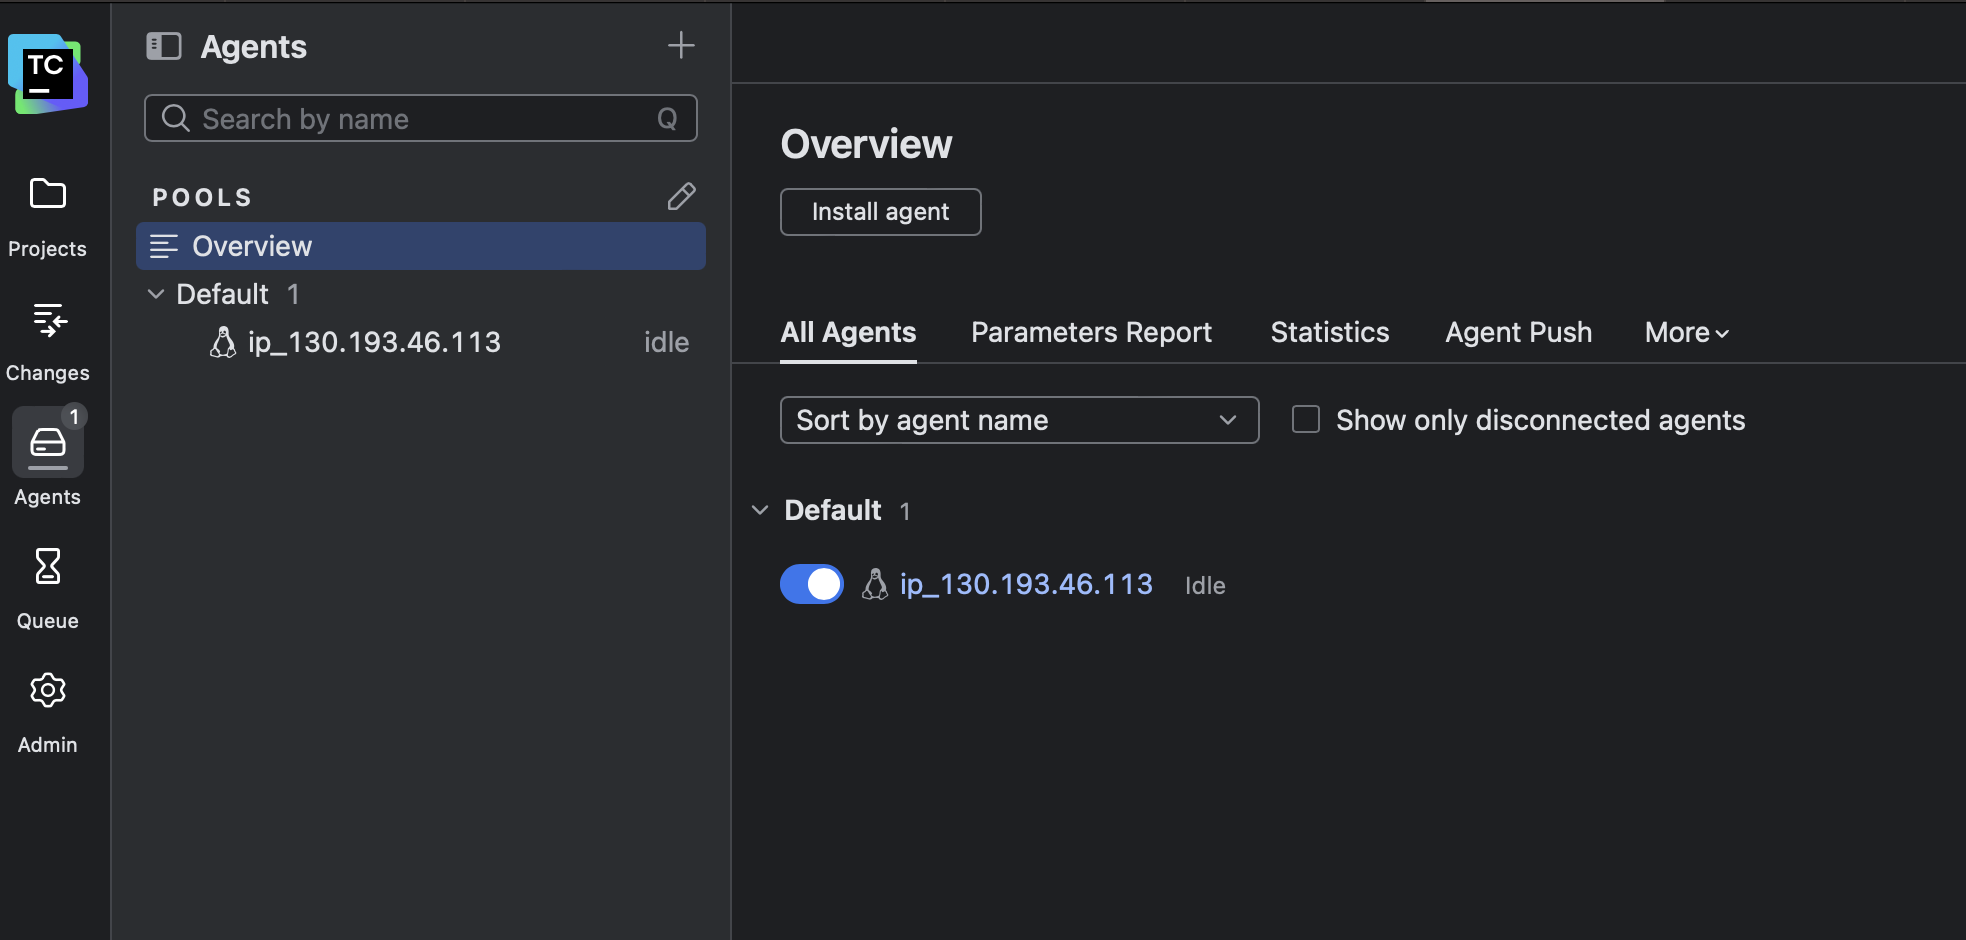 TC
Projects
Changes
1
Agents
Queue
Admin
Agents
Search by name
Q
POOLS
Overview
Default 1
ip_130.193.46.113 idle
Overview
Install agent
All Agents Parameters Report Statistics Agent Push More
Sort by agent name Show only disconnected agents
Default 1
ip_130.193.46.113 Idle